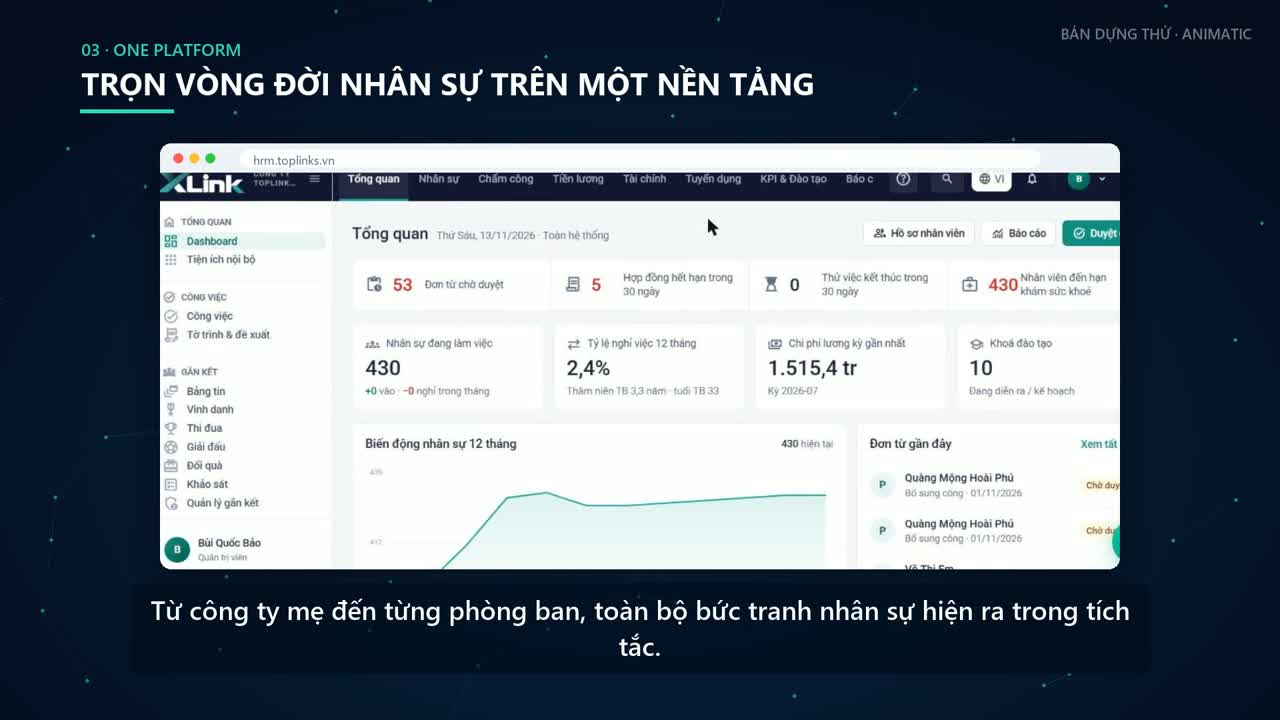 03 · ONE PLATFORM
BẢN DỰNG THỬ · ANIMATIC
TRỌN VÒNG ĐỜI NHÂN SỰ TRÊN MỘT NỀN TẢNG
hrm.toplinks.vn
XLink
CÔNG TY
TOPLINK...
Tổng quan
Nhân sự
Chấm công
Tiền lương
Tài chính
Tuyển dụng
KPI & Đào tạo
Báo c
VI
B
TỔNG QUAN
Dashboard
Tiện ích nội bộ
CÔNG VIỆC
Công việc
Tờ trình & đề xuất
GẮN KẾT
Bảng tin
Vinh danh
Thi đua
Giải đấu
Đổi quà
Khảo sát
Quản lý gắn kết
B
Bùi Quốc Bảo
Quản trị viên
Tổng quan Thứ Sáu, 13/11/2026 · Toàn hệ thống
Hồ sơ nhân viên
Báo cáo
Duyệt
53 Đơn từ chờ duyệt
5 Hợp đồng hết hạn trong
30 ngày
0 Thử việc kết thúc trong
30 ngày
430 Nhân viên đến hạn
khám sức khoẻ
Nhân sự đang làm việc
430
+0 vào · −0 nghỉ trong tháng
Tỷ lệ nghỉ việc 12 tháng
2,4%
Thâm niên TB 3,3 năm · tuổi TB 33
Chi phí lương kỳ gần nhất
1.515,4 tr
Kỳ 2026-07
Khoá đào tạo
10
Đang diễn ra / kế hoạch
Biến động nhân sự 12 tháng
430 hiện tại
Đơn từ gần đây
Xem tất
P
Quàng Mộng Hoài Phú
Bổ sung công · 01/11/2026
Chờ duy
P
Quàng Mộng Hoài Phú
Bổ sung công · 01/11/2026
Chờ du
Từ công ty mẹ đến từng phòng ban, toàn bộ bức tranh nhân sự hiện ra trong tích
tắc.